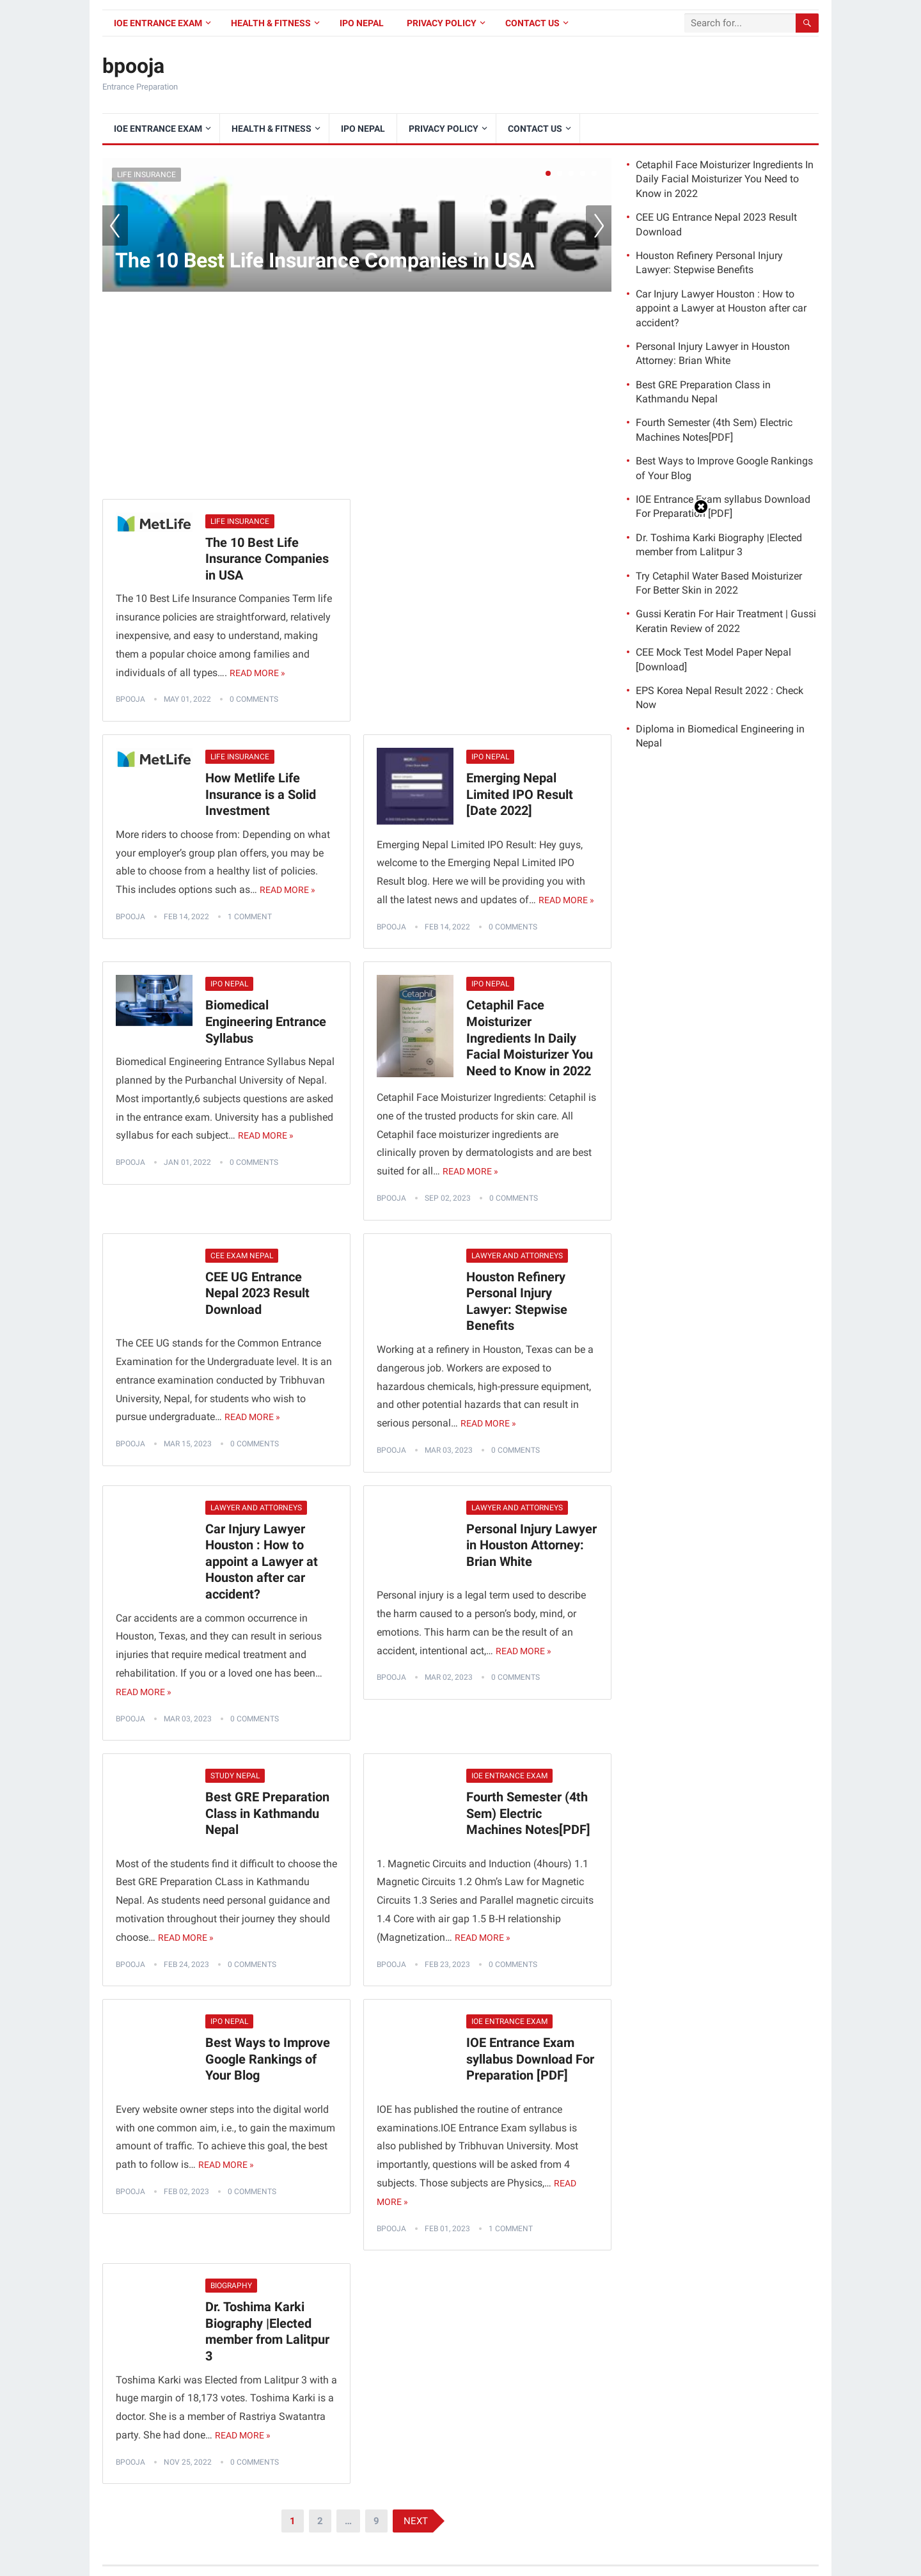 IOE ENTRANCE EXAM HEALTH & FITNESS IPO NEPAL PRIVACY POLICY CONTACT US Search for...
bpooja
Entrance Preparation
IOE ENTRANCE EXAM HEALTH & FITNESS IPO NEPAL PRIVACY POLICY CONTACT US
LIFE INSURANCE
MetLife
The 10 Best Life Insurance Companies in USA
MetLife
LIFE INSURANCE
The 10 Best Life
Insurance Companies
in USA
The 10 Best Life Insurance Companies Term life
insurance policies are straightforward, relatively
inexpensive, and easy to understand, making
them a popular choice among families and
individuals of all types.... READ MORE »
BPOOJA • MAY 01, 2022 • 0 COMMENTS
MetLife
LIFE INSURANCE
How Metlife Life
Insurance is a Solid
Investment
More riders to choose from: Depending on what
your employer's group plan offers, you may be
able to choose from a healthy list of policies.
This includes options such as... READ MORE »
BPOOJA • FEB 14, 2022 • 1 COMMENT
IPO NEPAL
Emerging Nepal
Limited IPO Result
[Date 2022]
Emerging Nepal Limited IPO Result: Hey guys,
welcome to the Emerging Nepal Limited IPO
Result blog. Here we will be providing you with
all the latest news and updates of... READ MORE »
BPOOJA • FEB 14, 2022 • 0 COMMENTS
IPO NEPAL
Biomedical
Engineering Entrance
Syllabus
Biomedical Engineering Entrance Syllabus Nepal
planned by the Purbanchal University of Nepal.
Most importantly,6 subjects questions are asked
in the entrance exam. University has a published
syllabus for each subject... READ MORE »
BPOOJA • JAN 01, 2022 • 0 COMMENTS
Cetaphil
IPO NEPAL
Cetaphil Face
Moisturizer
Ingredients In Daily
Facial Moisturizer You
Need to Know in 2022
Cetaphil Face Moisturizer Ingredients: Cetaphil is
one of the trusted products for skin care. All
Cetaphil face moisturizer ingredients are
clinically proven by dermatologists and are best
suited for all... READ MORE »
BPOOJA • SEP 02, 2023 • 0 COMMENTS
CEE EXAM NEPAL
CEE UG Entrance
Nepal 2023 Result
Download
The CEE UG stands for the Common Entrance
Examination for the Undergraduate level. It is an
entrance examination conducted by Tribhuvan
University, Nepal, for students who wish to
pursue undergraduate... READ MORE »
BPOOJA • MAR 15, 2023 • 0 COMMENTS
LAWYER AND ATTORNEYS
Houston Refinery
Personal Injury
Lawyer: Stepwise
Benefits
Working at a refinery in Houston, Texas can be a
dangerous job. Workers are exposed to
hazardous chemicals, high-pressure equipment,
and other potential hazards that can result in
serious personal... READ MORE »
BPOOJA • MAR 03, 2023 • 0 COMMENTS
LAWYER AND ATTORNEYS
Car Injury Lawyer
Houston : How to
appoint a Lawyer at
Houston after car
accident?
Car accidents are a common occurrence in
Houston, Texas, and they can result in serious
injuries that require medical treatment and
rehabilitation. If you or a loved one has been...
READ MORE »
BPOOJA • MAR 03, 2023 • 0 COMMENTS
LAWYER AND ATTORNEYS
Personal Injury Lawyer
in Houston Attorney:
Brian White
Personal injury is a legal term used to describe
the harm caused to a person's body, mind, or
emotions. This harm can be the result of an
accident, intentional act,... READ MORE »
BPOOJA • MAR 02, 2023 • 0 COMMENTS
STUDY NEPAL
Best GRE Preparation
Class in Kathmandu
Nepal
Most of the students find it difficult to choose the
Best GRE Preparation CLass in Kathmandu
Nepal. As students need personal guidance and
motivation throughout their journey they should
choose... READ MORE »
BPOOJA • FEB 24, 2023 • 0 COMMENTS
IOE ENTRANCE EXAM
Fourth Semester (4th
Sem) Electric
Machines Notes[PDF]
1. Magnetic Circuits and Induction (4hours) 1.1
Magnetic Circuits 1.2 Ohm's Law for Magnetic
Circuits 1.3 Series and Parallel magnetic circuits
1.4 Core with air gap 1.5 B-H relationship
(Magnetization... READ MORE »
BPOOJA • FEB 23, 2023 • 0 COMMENTS
IPO NEPAL
Best Ways to Improve
Google Rankings of
Your Blog
Every website owner steps into the digital world
with one common aim, i.e., to gain the maximum
amount of traffic. To achieve this goal, the best
path to follow is... READ MORE »
BPOOJA • FEB 02, 2023 • 0 COMMENTS
IOE ENTRANCE EXAM
IOE Entrance Exam
syllabus Download For
Preparation [PDF]
IOE has published the routine of entrance
examinations.IOE Entrance Exam syllabus is
also published by Tribhuvan University. Most
importantly, questions will be asked from 4
subjects. Those subjects are Physics,... READ
MORE »
BPOOJA • FEB 01, 2023 • 1 COMMENT
BIOGRAPHY
Dr. Toshima Karki
Biography |Elected
member from Lalitpur
3
Toshima Karki was Elected from Lalitpur 3 with a
huge margin of 18,173 votes. Toshima Karki is a
doctor. She is a member of Rastriya Swatantra
party. She had done... READ MORE »
BPOOJA • NOV 25, 2022 • 0 COMMENTS
1 2 ... 9 NEXT
• Cetaphil Face Moisturizer Ingredients In
Daily Facial Moisturizer You Need to
Know in 2022
• CEE UG Entrance Nepal 2023 Result
Download
• Houston Refinery Personal Injury
Lawyer: Stepwise Benefits
• Car Injury Lawyer Houston : How to
appoint a Lawyer at Houston after car
accident?
• Personal Injury Lawyer in Houston
Attorney: Brian White
• Best GRE Preparation Class in
Kathmandu Nepal
• Fourth Semester (4th Sem) Electric
Machines Notes[PDF]
• Best Ways to Improve Google Rankings
of Your Blog
• IOE Entrance Exam syllabus Download
For Preparation [PDF]
• Dr. Toshima Karki Biography |Elected
member from Lalitpur 3
• Try Cetaphil Water Based Moisturizer
For Better Skin in 2022
• Gussi Keratin For Hair Treatment | Gussi
Keratin Review of 2022
• CEE Mock Test Model Paper Nepal
[Download]
• EPS Korea Nepal Result 2022 : Check
Now
• Diploma in Biomedical Engineering in
Nepal